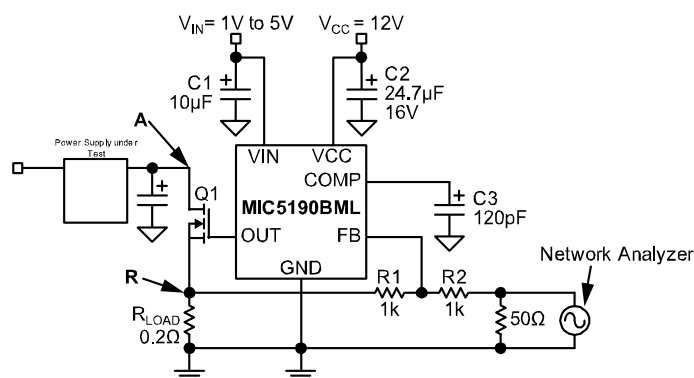 V_IN = 1V to 5V
V_CC = 12V
C1
10µF
C2
24.7µF
16V
A
Power Supply under
Test
VIN
VCC
COMP
Q1
MIC5190BML
C3
120pF
OUT
FB
GND
Network Analyzer
R
R1
1k
R2
1k
R_LOAD
0.2Ω
50Ω